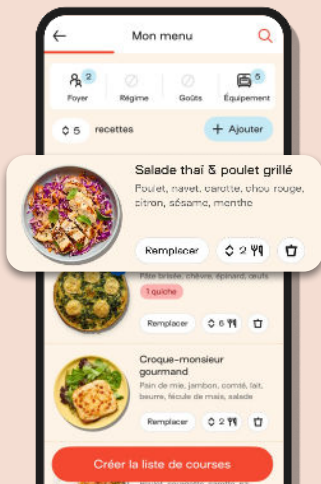 Mon menu
2
5
Foyer
Régime
Goûts
Équipement
5 recettes
+ Ajouter
Salade thaï & poulet grillé
Poulet, navet, carotte, chou rouge,
citron, sésame, menthe
Remplacer
2
Pâte brisée, chèvre, épinard, œufs
1 quiche
Remplacer
6
Croque-monsieur
gourmand
Pain de mie, jambon, comté, lait,
beurre, fécule de maïs, salade
Remplacer
2
Créer la liste de courses